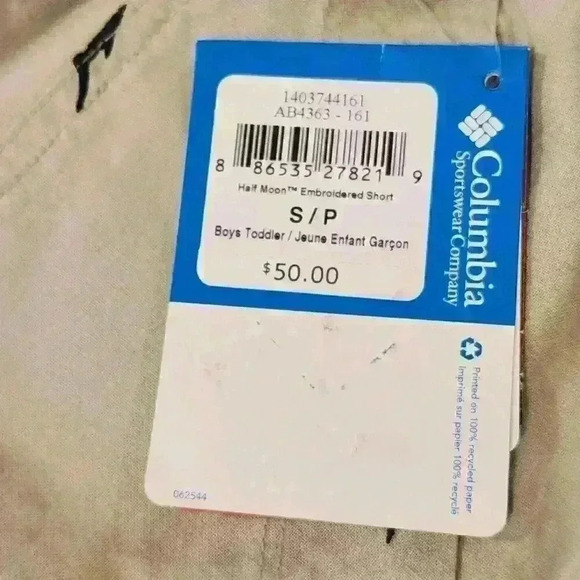 1403744161
AB4363 - 161
8 86535 27821 9
Half Moon™ Embroidered Short
S / P
Boys Toddler / Jeune Enfant Garçon
$50.00
Columbia
Sportswear Company
Printed on 100% recycled paper
Imprimé sur papier 100% recyclé
062544